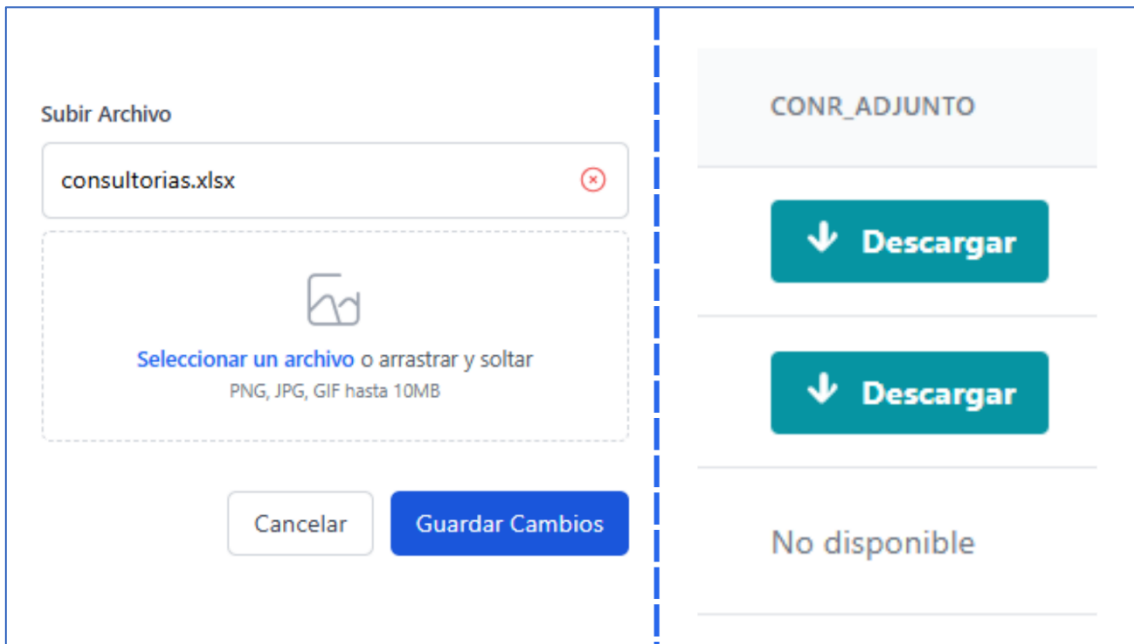 Subir Archivo
consultorias.xlsx
Seleccionar un archivo o arrastrar y soltar
PNG, JPG, GIF hasta 10MB
Cancelar
Guardar Cambios
CONR_ADJUNTO
Descargar
Descargar
No disponible